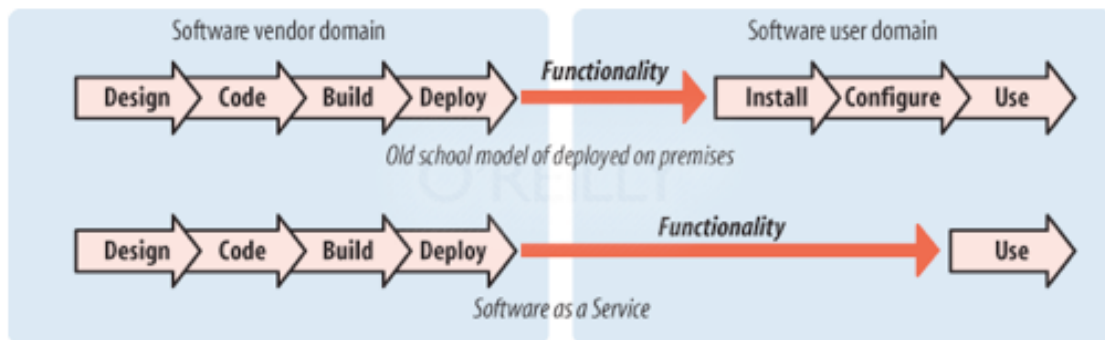 Software vendor domain
Software user domain
Design Code Build Deploy
Functionality
Install Configure Use
Old school model of deployed on premises
O'REILLY
Design Code Build Deploy
Functionality
Use
Software as a Service